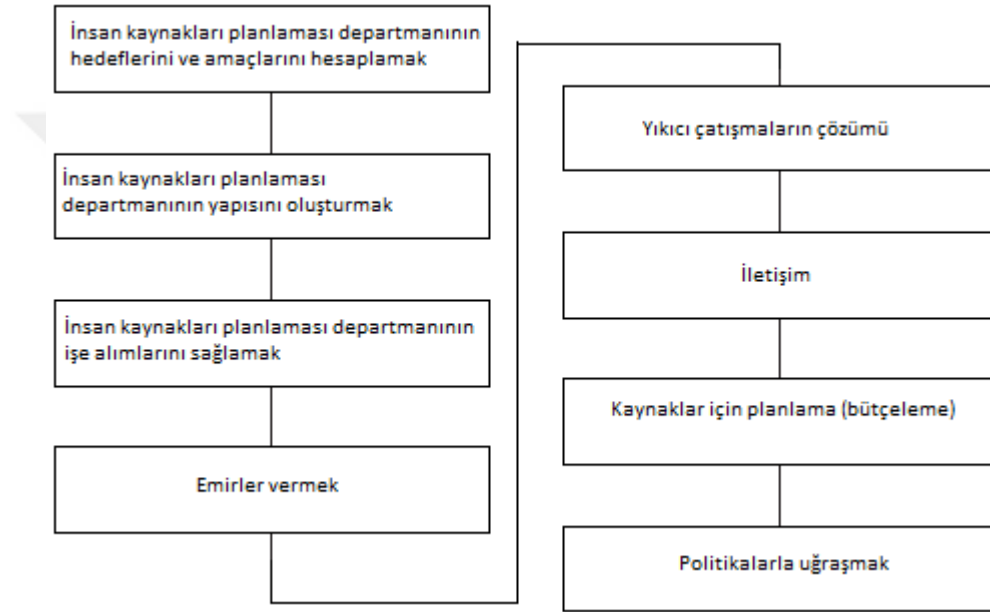 İnsan kaynakları planlaması departmanının
hedeflerini ve amaçlarını hesaplamak
İnsan kaynakları planlaması
departmanının yapısını oluşturmak
İnsan kaynakları planlaması departmanının
işe alımlarını sağlamak
Emirler vermek
Yıkıcı çatışmaların çözümü
İletişim
Kaynaklar için planlama (bütçeleme)
Politikalarla uğraşmak